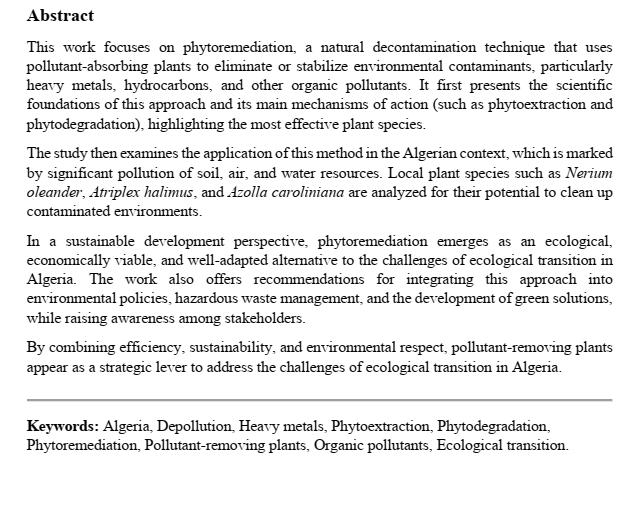 Abstract
This work focuses on phytoremediation, a natural decontamination technique that uses
pollutant-absorbing plants to eliminate or stabilize environmental contaminants, particularly
heavy metals, hydrocarbons, and other organic pollutants. It first presents the scientific
foundations of this approach and its main mechanisms of action (such as phytoextraction and
phytodegradation), highlighting the most effective plant species.
The study then examines the application of this method in the Algerian context, which is marked
by significant pollution of soil, air, and water resources. Local plant species such as Nerium
oleander, Atriplex halimus, and Azolla caroliniana are analyzed for their potential to clean up
contaminated environments.
In a sustainable development perspective, phytoremediation emerges as an ecological,
economically viable, and well-adapted alternative to the challenges of ecological transition in
Algeria. The work also offers recommendations for integrating this approach into
environmental policies, hazardous waste management, and the development of green solutions,
while raising awareness among stakeholders.
By combining efficiency, sustainability, and environmental respect, pollutant-removing plants
appear as a strategic lever to address the challenges of ecological transition in Algeria.
Keywords: Algeria, Depollution, Heavy metals, Phytoextraction, Phytodegradation,
Phytoremediation, Pollutant-removing plants, Organic pollutants, Ecological transition.